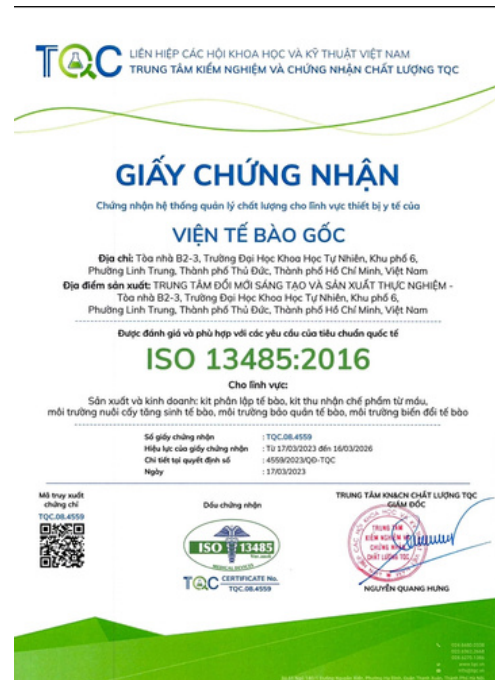 TQC
LIÊN HIỆP CÁC HỘI KHOA HỌC VÀ KỸ THUẬT VIỆT NAM
TRUNG TÂM KIỂM NGHIỆM VÀ CHỨNG NHẬN CHẤT LƯỢNG TQC
GIẤY CHỨNG NHẬN
Chứng nhận hệ thống quản lý chất lượng cho lĩnh vực thiết bị y tế của
VIỆN TẾ BÀO GỐC
Địa chỉ: Tòa nhà B2-3, Trường Đại Học Khoa Học Tự Nhiên, Khu phố 6,
Phường Linh Trung, Thành phố Thủ Đức, Thành phố Hồ Chí Minh, Việt Nam
Địa điểm sản xuất: TRUNG TÂM ĐỔI MỚI SÁNG TẠO VÀ SẢN XUẤT THỰC NGHIỆM -
Tòa nhà B2-3, Trường Đại Học Khoa Học Tự Nhiên, Khu phố 6,
Phường Linh Trung, Thành phố Thủ Đức, Thành phố Hồ Chí Minh, Việt Nam
Được đánh giá và phù hợp với các yêu cầu của tiêu chuẩn quốc tế
ISO 13485:2016
Cho lĩnh vực:
Sản xuất và kinh doanh: kit phân lập tế bào, kit thu nhận chế phẩm từ máu,
môi trường nuôi cấy tăng sinh tế bào, môi trường bảo quản tế bào, môi trường biến đổi tế bào
Số giấy chứng nhận : TQC.08.4559
Hiệu lực của giấy chứng nhận : Từ 17/03/2023 đến 16/03/2026
Chi tiết tại quyết định số : 4559/2023/QĐ-TQC
Ngày : 17/03/2023
Mã truy xuất
chứng chỉ
TQC.08.4559
Dấu chứng nhận
ISO 13485
MEDICAL DEVICES
TQC CERTIFICATE No.
TQC.08.4559
TRUNG TÂM KN&CN CHẤT LƯỢNG TQC
GIÁM ĐỐC
TRUNG TÂM
KIỂM NGHIỆM VÀ
CHỨNG NHẬN
CHẤT LƯỢNG TQC
NGUYỄN QUANG HƯNG